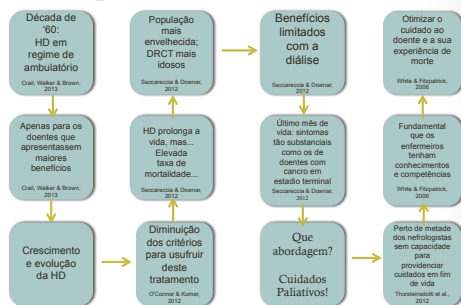 Década de
'60:
HD em
regime de
ambulatório
Crail, Walker & Brown,
2013
Apenas para os
doentes que
apresentassem
maiores
benefícios
Crail, Walker & Brown,
2013
Crescimento
e evolução
da HD
Diminuição
dos critérios
para usufruir
deste
tratamento
O'Connor & Kumar,
2012
HD prolonga a
vida, mas...
Elevada
taxa de
mortalidade...
Seccareccia & Downar,
2012
População
mais
envelhecida;
DRCT mais
idosos
Seccareccia & Downar,
2012
Benefícios
limitados
com a
diálise
Seccareccia & Downar,
2012
Último mês de
vida: sintomas
tão substanciais
como os de
doentes com
cancro em
estadio terminal
Seccareccia & Downar,
2012
Que
abordagem?
Cuidados
Paliativos!
Perto de metade
dos nefrologistas
sem capacidade
para
providenciar
cuidados em fim
de vida
Thorsteinsdottir et al.,
2012
Fundamental
que os
enfermeiros
tenham
conhecimentos
e competências
White & Fitzpatrick,
2006
Otimizar o
cuidado ao
doente e a sua
experiência de
morte
White & Fitzpatrick,
2006